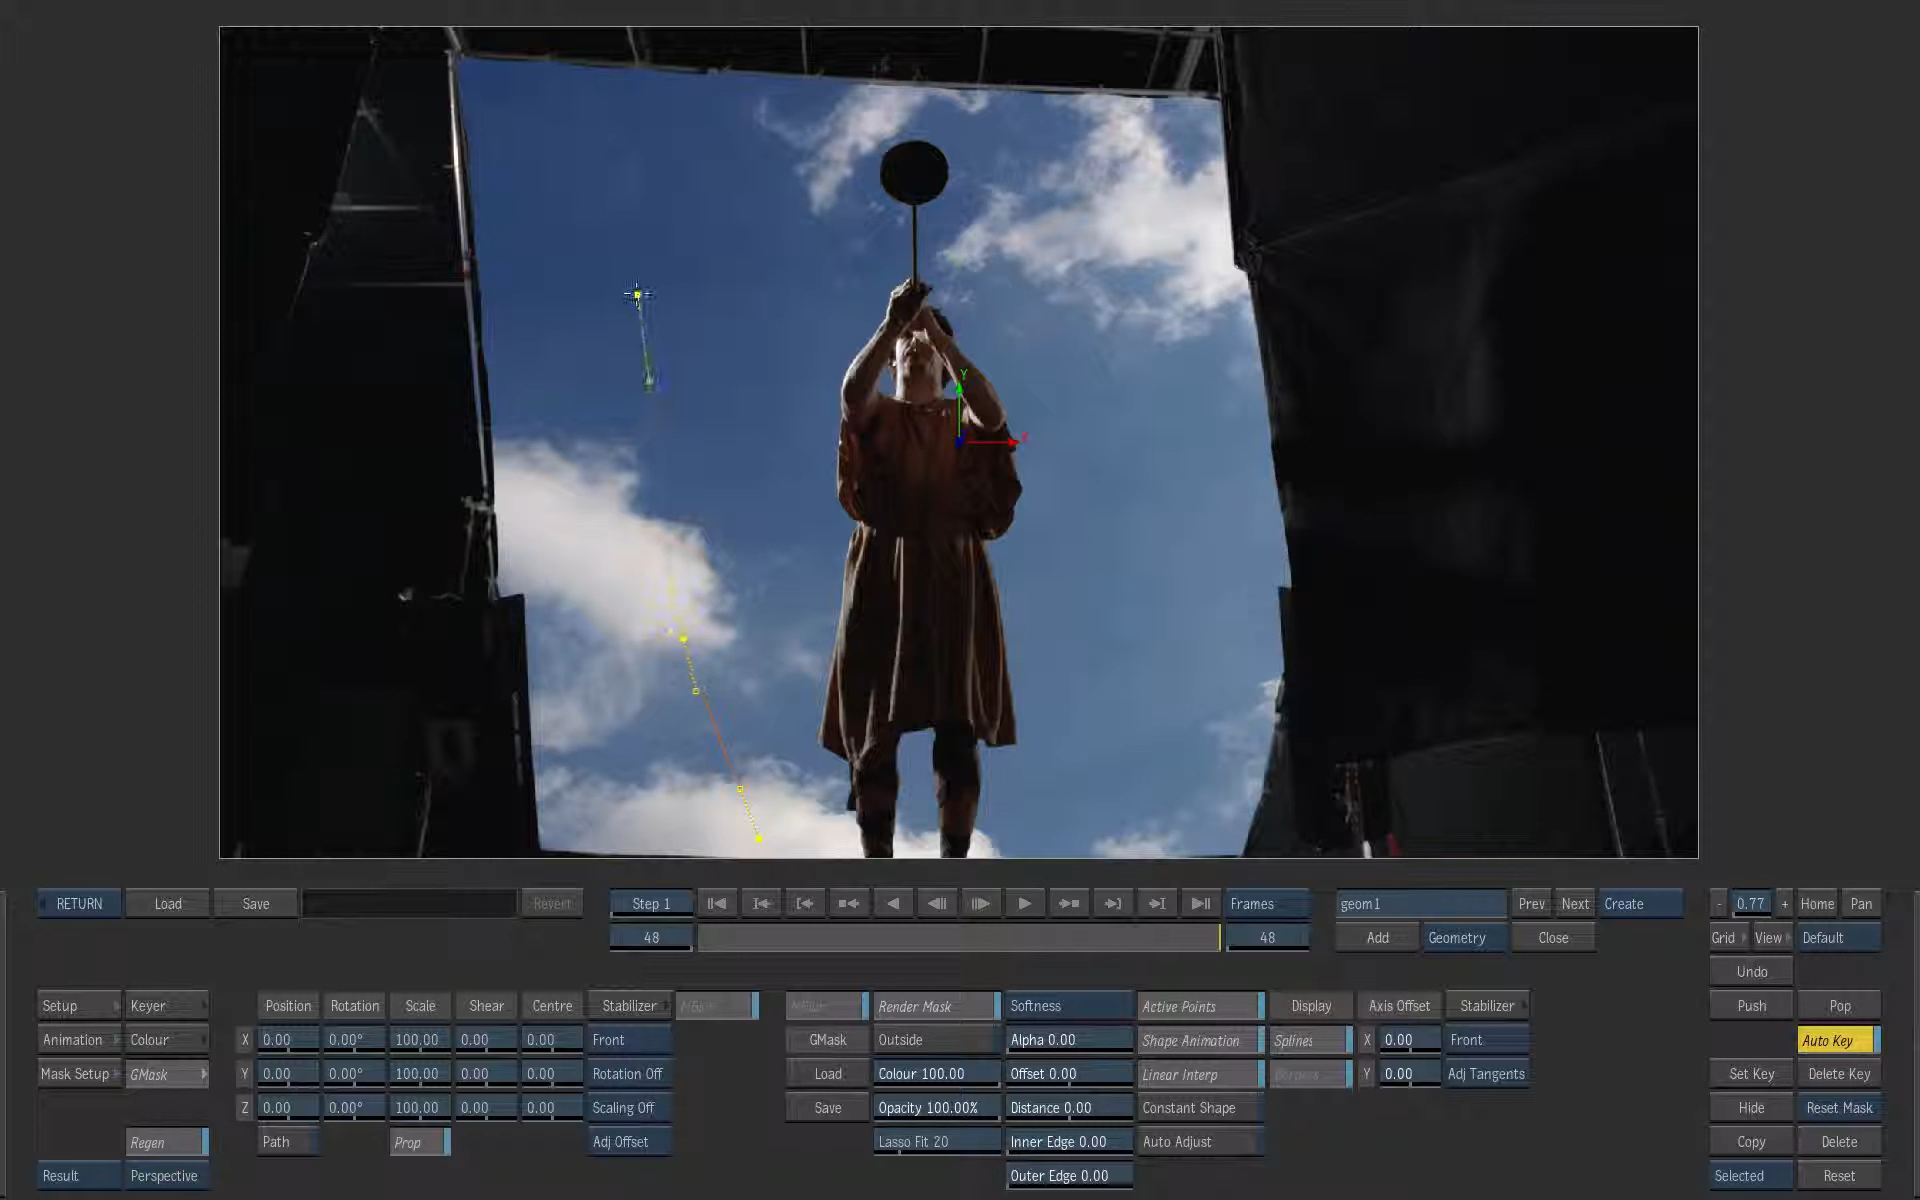 Y
X
RETURN Load Save Revert Step 1 Frames geom1 Prev Next Create - 0.77 + Home Pan
48 48 Add Geometry Close Grid View Default
Undo
Setup Keyer Position Rotation Scale Shear Centre Stabilizer Render Mask Softness Active Points Display Axis Offset Stabilizer Push Pop
Animation Colour X 0.00 0.00° 100.00 0.00 0.00 Front GMask Outside Alpha 0.00 Shape Animation Splines X 0.00 Front Auto Key
Mask Setup GMask Y 0.00 0.00° 100.00 0.00 0.00 Rotation Off Load Colour 100.00 Offset 0.00 Linear Interp Y 0.00 Adj Tangents Set Key Delete Key
Z 0.00 0.00° 100.00 0.00 0.00 Scaling Off Save Opacity 100.00% Distance 0.00 Constant Shape Hide Reset Mask
Regen Path Prop Adj Offset Lasso Fit 20 Inner Edge 0.00 Auto Adjust Copy Delete
Result Perspective Outer Edge 0.00 Selected Reset